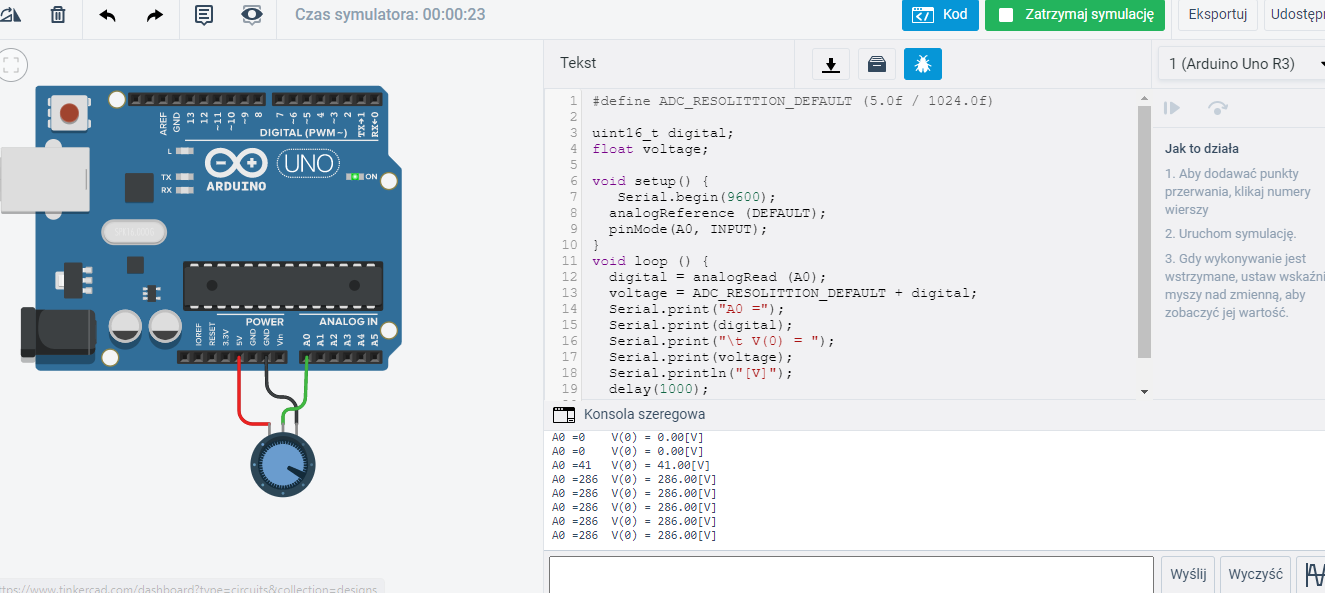 Czas symulatora: 00:00:23
Kod
Zatrzymaj symulację
Eksportuj
Udostęp
Tekst
1 (Arduino Uno R3)
1 #define ADC_RESOLITTION_DEFAULT (5.0f / 1024.0f)
2
3 uint16_t digital;
4 float voltage;
5
6 void setup() {
7 Serial.begin(9600);
8 analogReference (DEFAULT);
9 pinMode(A0, INPUT);
10 }
11 void loop () {
12 digital = analogRead (A0);
13 voltage = ADC_RESOLITTION_DEFAULT + digital;
14 Serial.print("A0 =");
15 Serial.print(digital);
16 Serial.print("\t V(0) = ");
17 Serial.print(voltage);
18 Serial.println("[V]");
19 delay(1000);
Jak to działa
1. Aby dodawać punkty
przerwania, klikaj numery
wierszy
2. Uruchom symulację.
3. Gdy wykonywanie jest
wstrzymane, ustaw wskaźni
myszy nad zmienną, aby
zobaczyć jej wartość.
Konsola szeregowa
A0 =0 V(0) = 0.00[V]
A0 =0 V(0) = 0.00[V]
A0 =41 V(0) = 41.00[V]
A0 =286 V(0) = 286.00[V]
A0 =286 V(0) = 286.00[V]
A0 =286 V(0) = 286.00[V]
A0 =286 V(0) = 286.00[V]
A0 =286 V(0) = 286.00[V]
Wyślij
Wyczyść
AREF
GND
13
12
~11
~10
~9
8
7
~6
~5
4
~3
2
TX→1
RX←0
DIGITAL (PWM~)
L
TX
RX
ARDUINO
UNO
ON
POWER
ANALOG IN
IOREF
RESET
3.3V
5V
GND
GND
Vin
A0
A1
A2
A3
A4
A5
ttps://www.tinkercad.com/dashboard?type=circuits&collection=designs